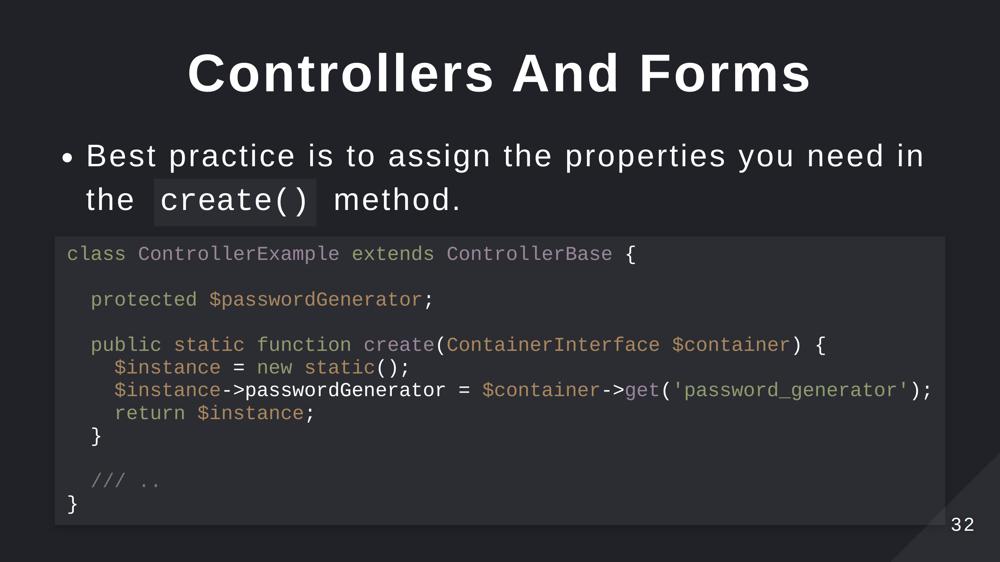 Controllers And Forms
• Best practice is to assign the properties you need in
the create() method.
class ControllerExample extends ControllerBase {
  protected $passwordGenerator;
  public static function create(ContainerInterface $container) {
    $instance = new static();
    $instance->passwordGenerator = $container->get('password_generator');
    return $instance;
  }
  /// ..
}
32